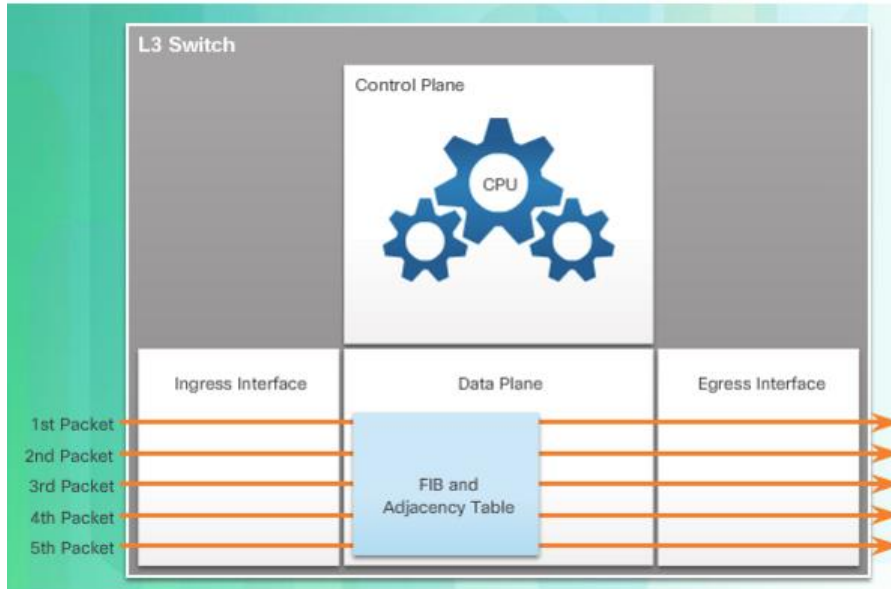 L3 Switch
Control Plane
CPU
Ingress Interface
Data Plane
Egress Interface
1st Packet
2nd Packet
3rd Packet
4th Packet
5th Packet
FIB and
Adjacency Table